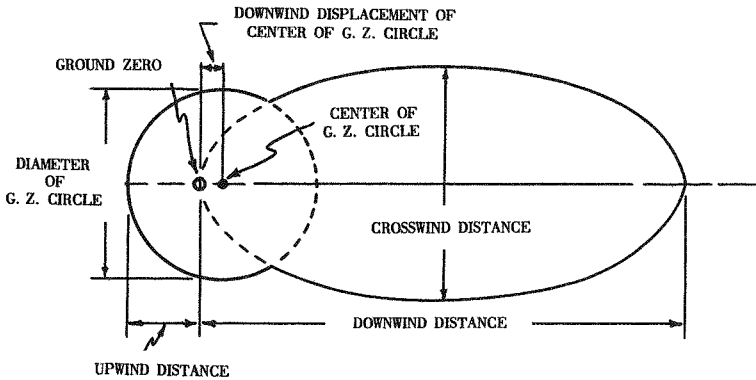 DOWNWIND DISPLACEMENT OF
CENTER OF G. Z. CIRCLE
GROUND ZERO
CENTER OF
G. Z. CIRCLE
DIAMETER
OF
G. Z. CIRCLE
CROSSWIND DISTANCE
DOWNWIND DISTANCE
UPWIND DISTANCE